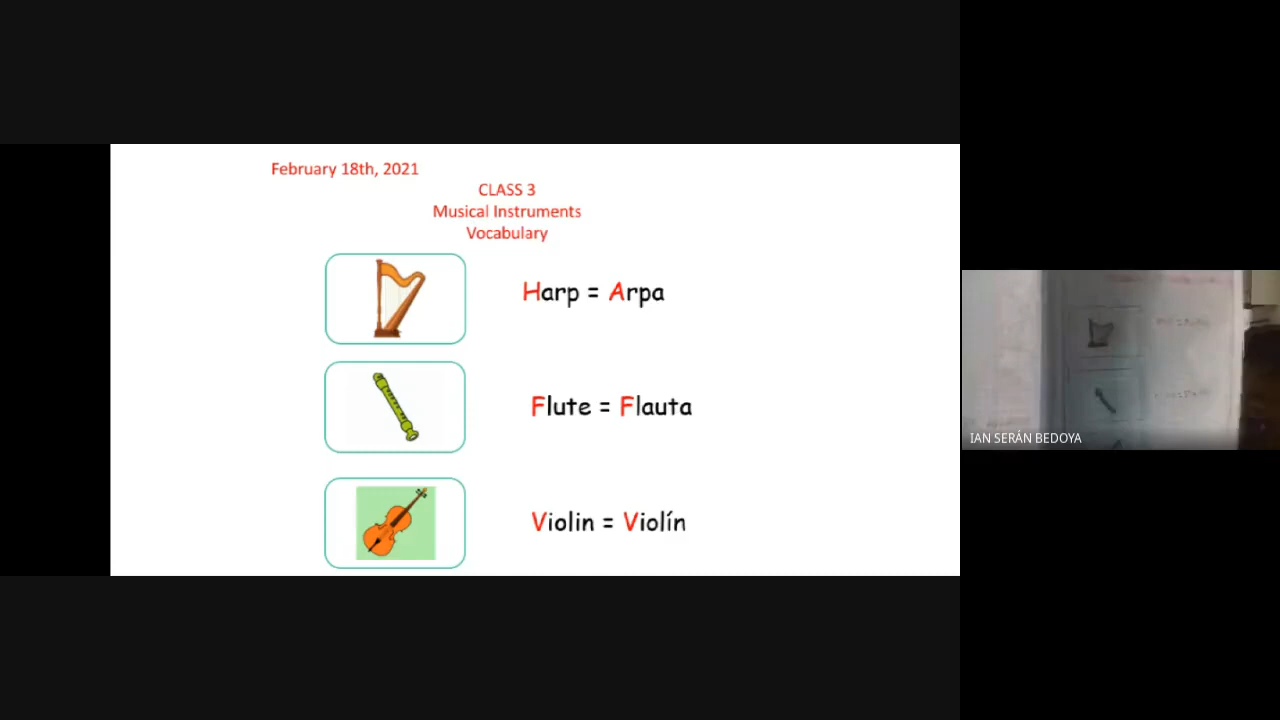 February 18th, 2021
CLASS 3
Musical Instruments
Vocabulary
Harp = Arpa
Flute = Flauta
Violin = Violín
IAN SERÁN BEDOYA